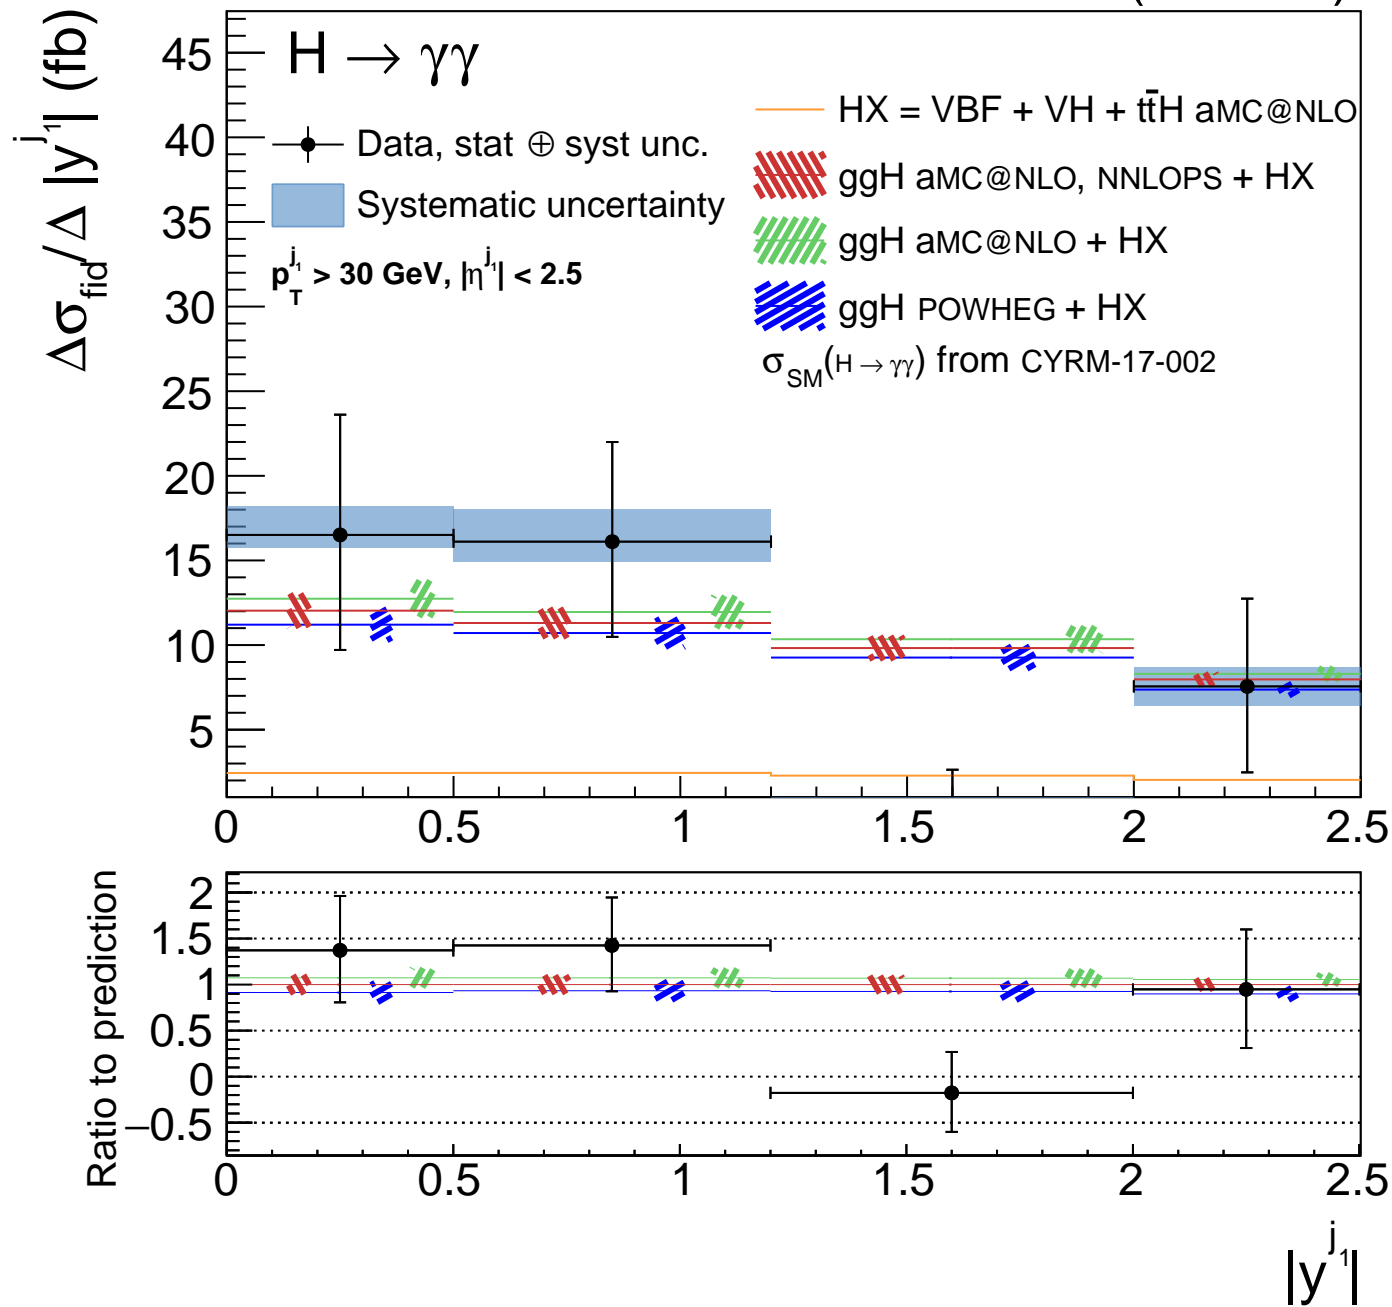 H → γγ
Data, stat ⊕ syst unc.
Systematic uncertainty
p_T^{j_1} > 30 GeV, |η^{j_1}| < 2.5
HX = VBF + VH + tt̄H aMC@NLO
ggH aMC@NLO, NNLOPS + HX
ggH aMC@NLO + HX
ggH POWHEG + HX
σ_SM(H → γγ) from CYRM-17-002
Δσ_fid/Δ |y^{j_1}| (fb)
45
40
35
30
25
20
15
10
5
0 0.5 1 1.5 2 2.5
Ratio to prediction
2
1.5
1
0.5
0
−0.5
0 0.5 1 1.5 2 2.5
|y^{j_1}|